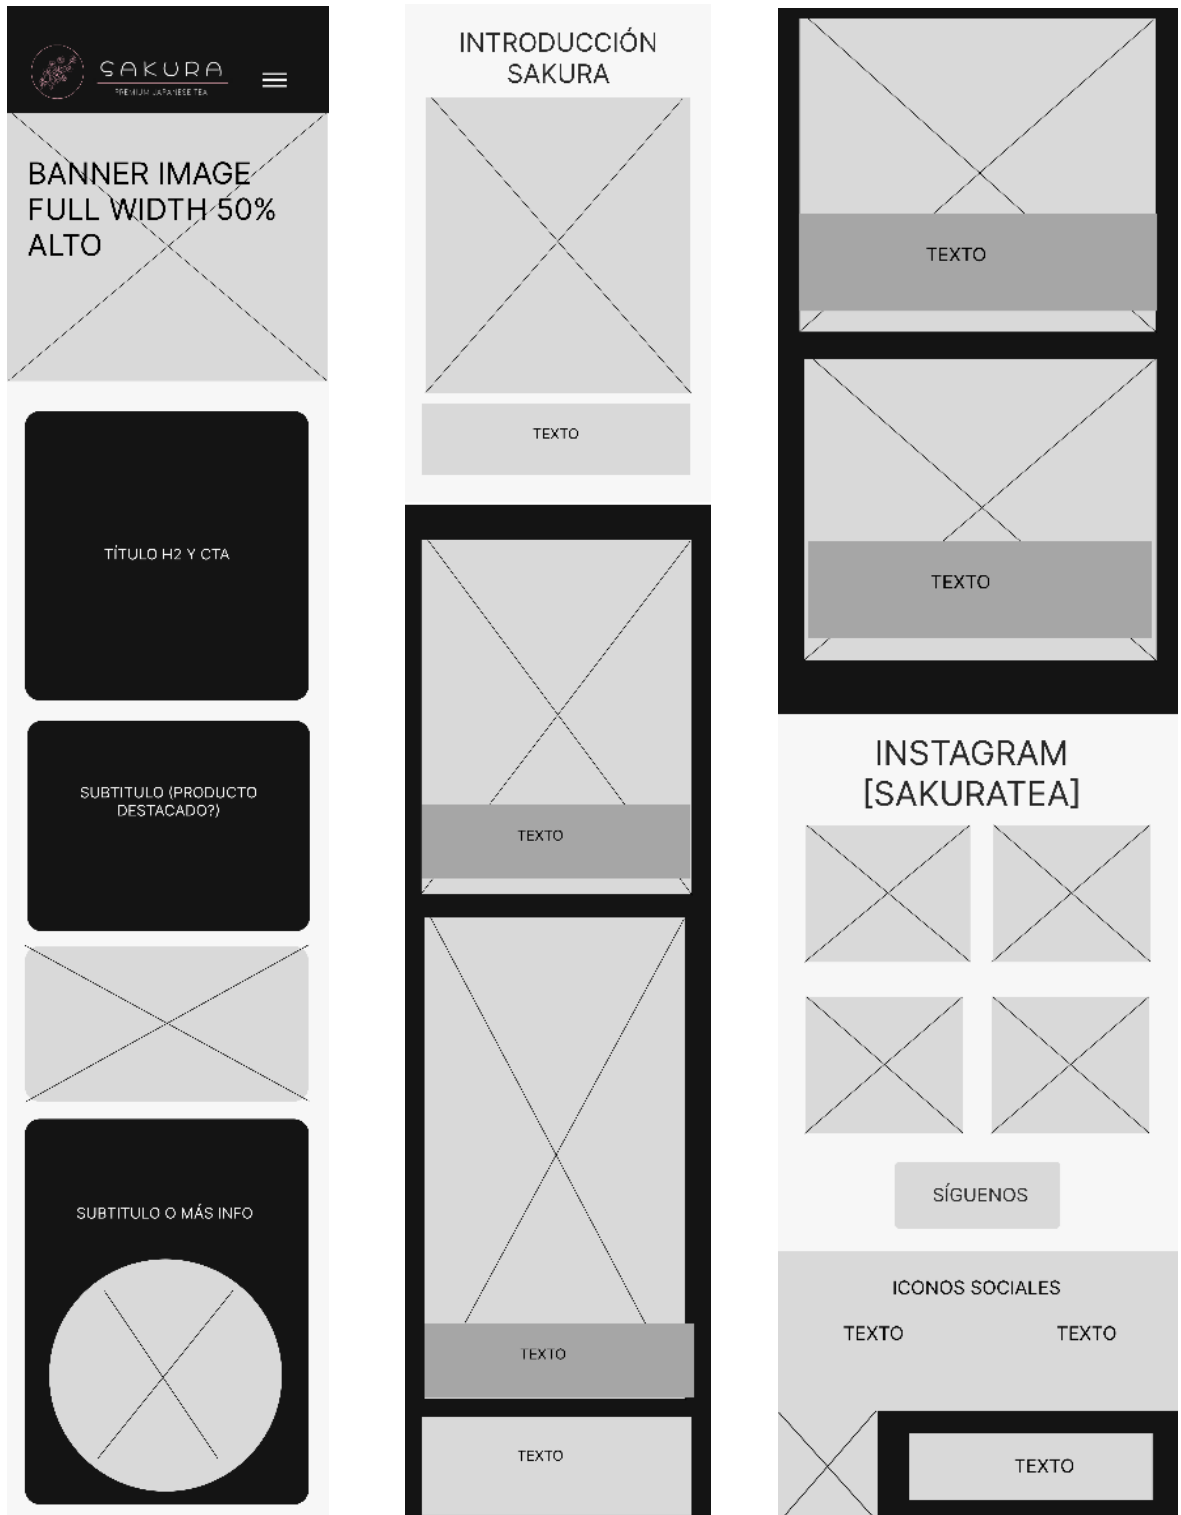 SAKURA
PREMIUM JAPANESE TEA
BANNER IMAGE
FULL WIDTH 50%
ALTO
TÍTULO H2 Y CTA
SUBTITULO (PRODUCTO
DESTACADO?)
SUBTITULO O MÁS INFO
INTRODUCCIÓN
SAKURA
TEXTO
TEXTO
TEXTO
TEXTO
TEXTO
TEXTO
INSTAGRAM
[SAKURATEA]
SÍGUENOS
ICONOS SOCIALES
TEXTO TEXTO
TEXTO